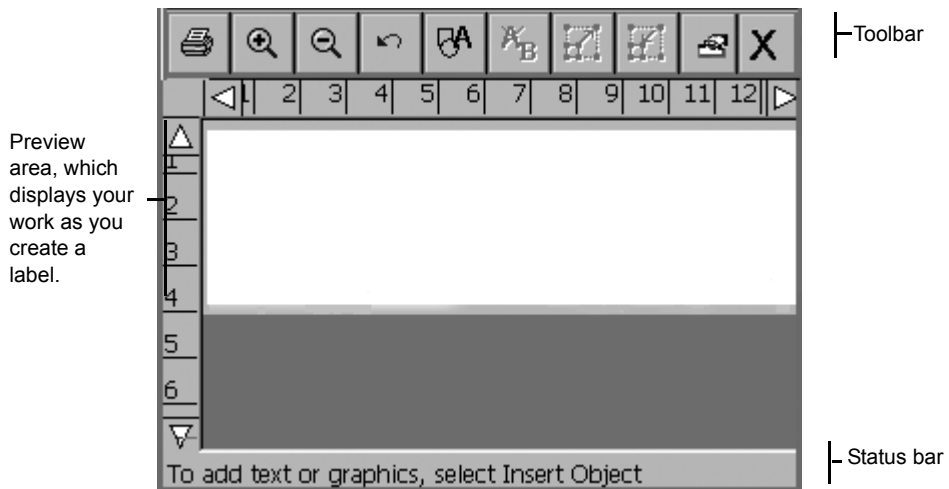 A
A
B
X
Toolbar
1 2 3 4 5 6 7 8 9 10 11 12
Preview
area, which
displays your
work as you
create a
label.
1
2
3
4
5
6
To add text or graphics, select Insert Object
Status bar